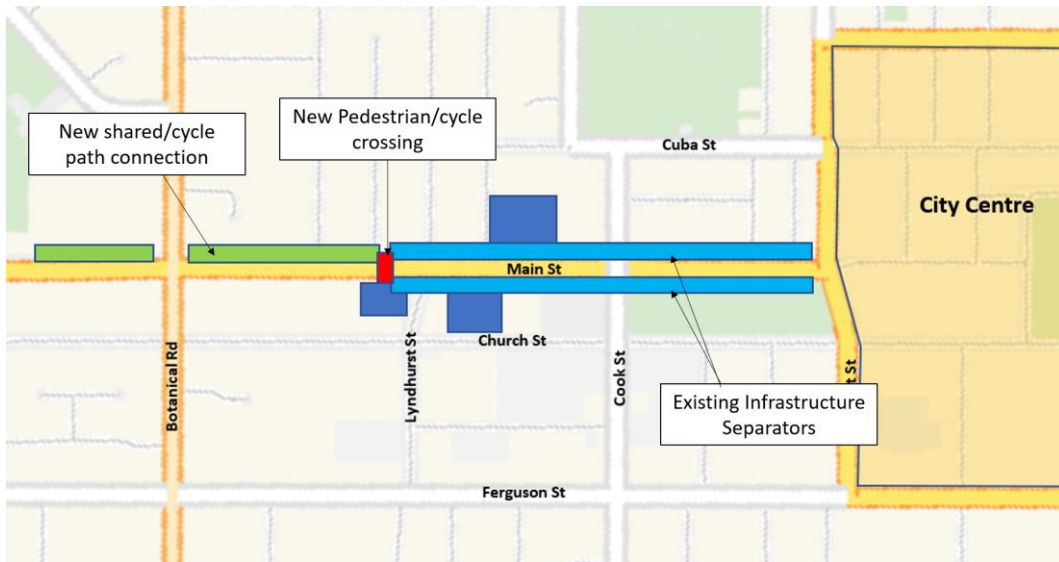 New shared/cycle
path connection
New Pedestrian/cycle
crossing
Cuba St
City Centre
Main St
Church St
Botanical Rd
Lyndhurst St
Cook St
t St
Existing Infrastructure
Separators
Ferguson St